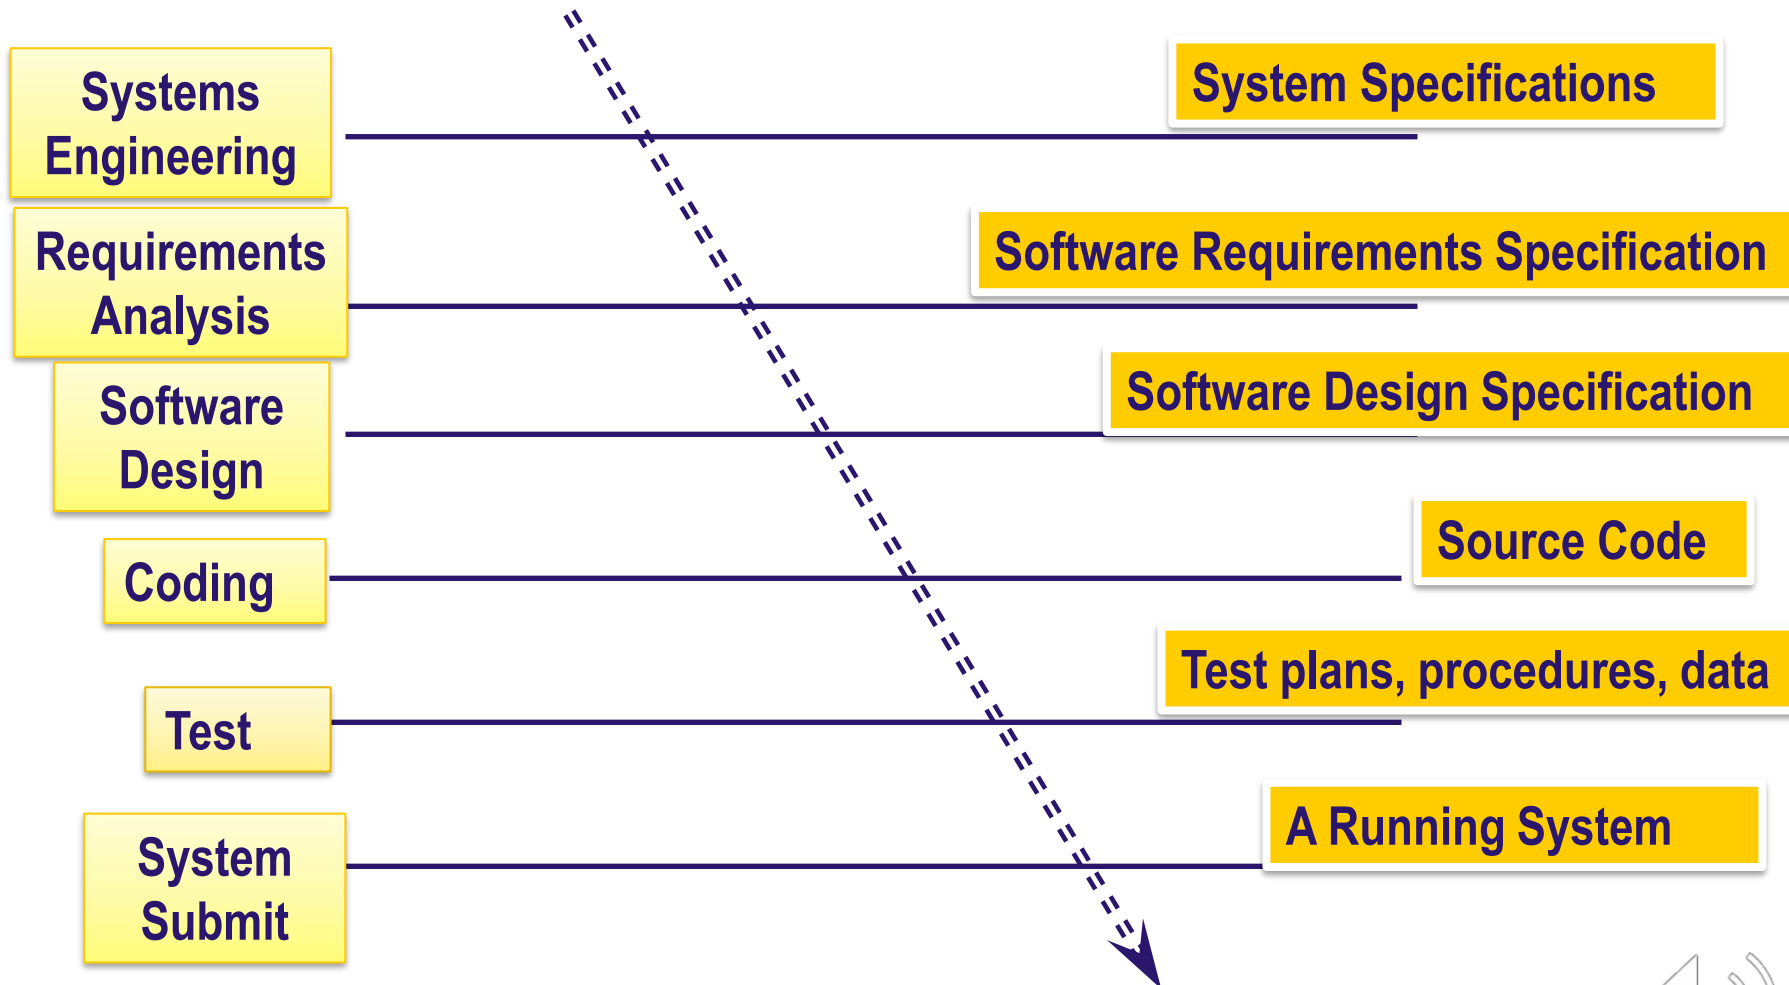 Systems
Engineering
System Specifications
Requirements
Analysis
Software Requirements Specification
Software
Design
Software Design Specification
Coding
Source Code
Test
Test plans, procedures, data
System
Submit
A Running System